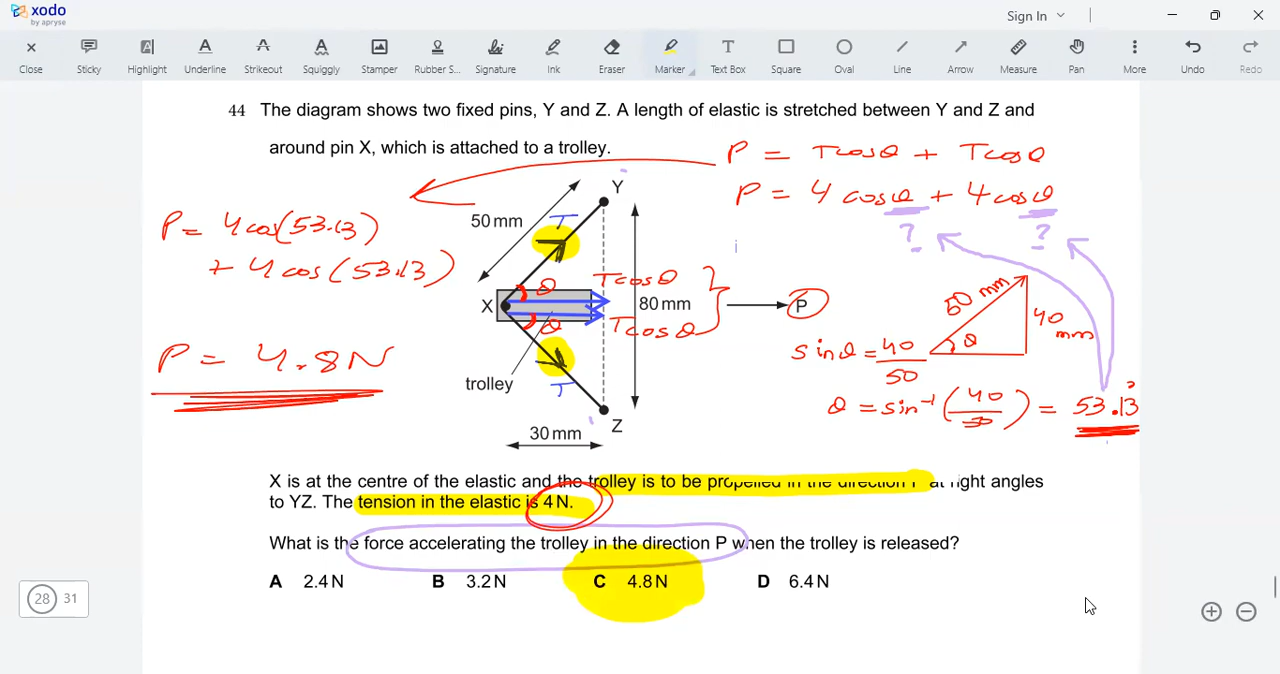 xodo
by apryse
Sign In
Close Sticky Highlight Underline Strikeout Squiggly Stamper Rubber S... Signature Ink Eraser Marker Text Box Square Oval Line Arrow Measure Pan More Undo Redo
44 The diagram shows two fixed pins, Y and Z. A length of elastic is stretched between Y and Z and
around pin X, which is attached to a trolley.
P = Tcosθ + Tcosθ
P = 4 cosθ + 4 cosθ
? ?
P = 4cos(53.13)
+ 4cos(53.13)
P = 4.8N
Y
50 mm
T
X
θ
θ
Tcosθ
Tcosθ
80 mm
P
trolley
T
Z
30 mm
50 mm
40
mm
θ
sinθ = 40
50
θ = sin⁻¹(40/50) = 53.13°
X is at the centre of the elastic and the trolley is to be propelled in the direction P at right angles
to YZ. The tension in the elastic is 4 N.
What is the force accelerating the trolley in the direction P when the trolley is released?
A 2.4 N B 3.2 N C 4.8 N D 6.4 N
28 31